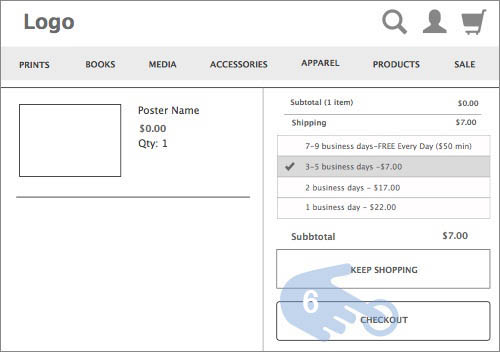 Logo
PRINTS BOOKS MEDIA ACCESSORIES APPAREL PRODUCTS SALE
Poster Name
$0.00
Qty: 1
Subtotal (1 item) $0.00
Shipping $7.00
7-9 business days-FREE Every Day ($50 min)
3-5 business days -$7.00
2 business days - $17.00
1 business day - $22.00
Subbtotal $7.00
KEEP SHOPPING
6
CHECKOUT